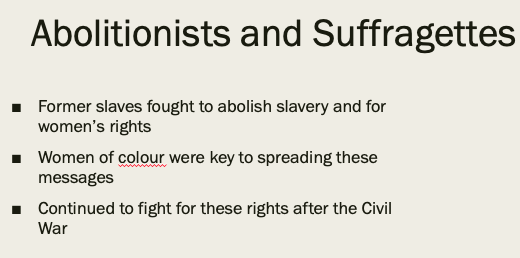 Abolitionists and Suffragettes
▪ Former slaves fought to abolish slavery and for
women's rights
▪ Women of colour were key to spreading these
messages
▪ Continued to fight for these rights after the Civil
War